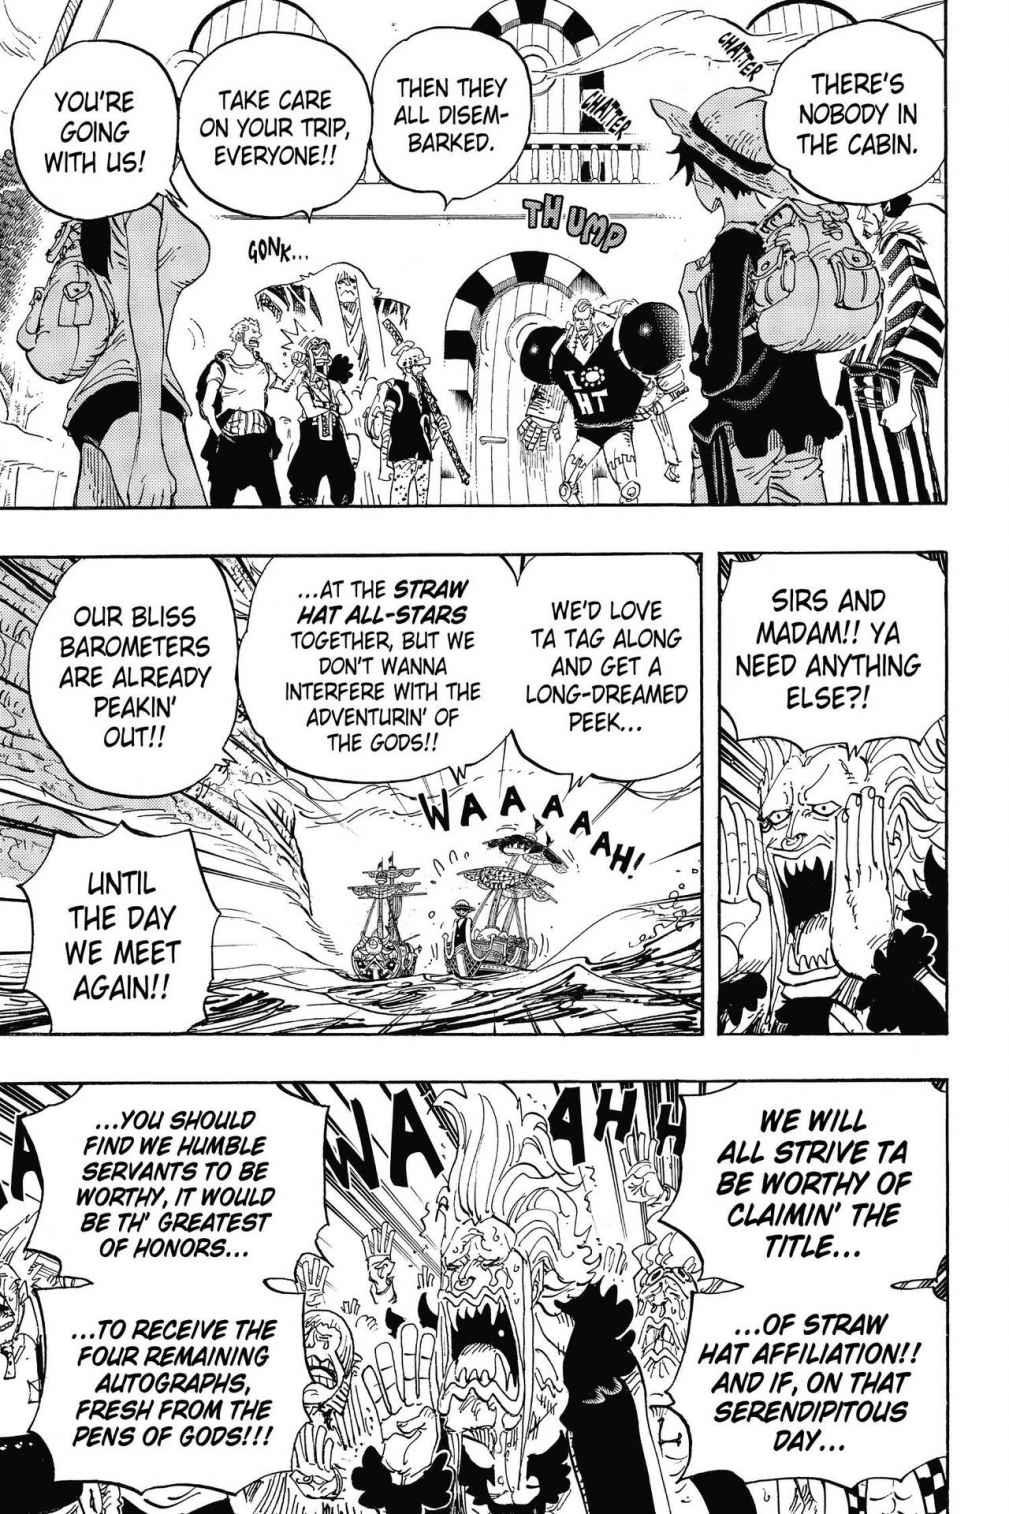 THERE'S
NOBODY IN
THE CABIN.
CHATTER
CHATTER
THEN THEY
ALL DISEM-
BARKED.
TAKE CARE
ON YOUR TRIP,
EVERYONE!!
YOU'RE
GOING
WITH US!
THUMP
GONK...
SIRS AND
MADAM!! YA
NEED ANYTHING
ELSE?!
WE'D LOVE
TA TAG ALONG
AND GET A
LONG-DREAMED
PEEK...
...AT THE STRAW
HAT ALL-STARS
TOGETHER, BUT WE
DON'T WANNA
INTERFERE WITH THE
ADVENTURIN' OF
THE GODS!!
OUR BLISS
BAROMETERS
ARE ALREADY
PEAKIN'
OUT!!
WAAAAAAH!
UNTIL
THE DAY
WE MEET
AGAIN!!
WE WILL
ALL STRIVE TA
BE WORTHY OF
CLAIMIN' THE
TITLE...
...OF STRAW
HAT AFFILIATION!!
AND IF, ON THAT
SERENDIPITOUS
DAY...
WA AHH
...YOU SHOULD
FIND WE HUMBLE
SERVANTS TO BE
WORTHY, IT WOULD
BE TH' GREATEST
OF HONORS...
...TO RECEIVE THE
FOUR REMAINING
AUTOGRAPHS,
FRESH FROM THE
PENS OF GODS!!!